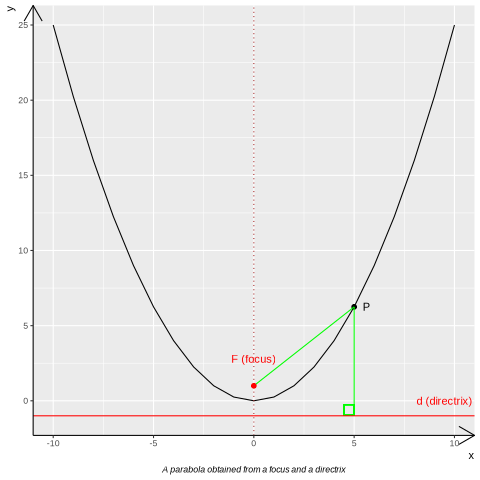 y
25
20
15
10
5
0
P
F (focus)
d (directrix)
-10 -5 0 5 10
x
A parabola obtained from a focus and a directrix